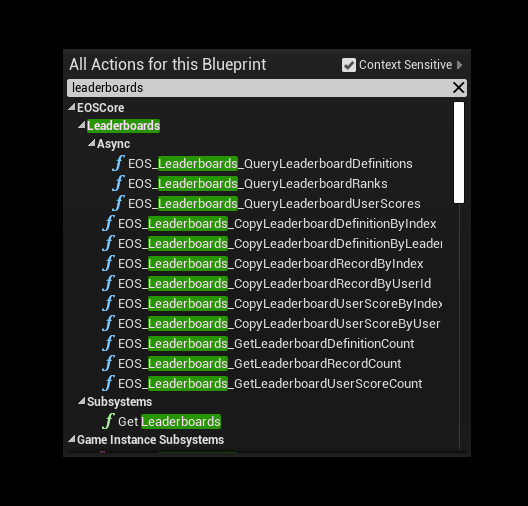 All Actions for this Blueprint
Context Sensitive
leaderboards
EOSCore
Leaderboards
Async
EOS_Leaderboards_QueryLeaderboardDefinitions
EOS_Leaderboards_QueryLeaderboardRanks
EOS_Leaderboards_QueryLeaderboardUserScores
EOS_Leaderboards_CopyLeaderboardDefinitionByIndex
EOS_Leaderboards_CopyLeaderboardDefinitionByLeader
EOS_Leaderboards_CopyLeaderboardRecordByIndex
EOS_Leaderboards_CopyLeaderboardRecordByUserId
EOS_Leaderboards_CopyLeaderboardUserScoreByIndex
EOS_Leaderboards_CopyLeaderboardUserScoreByUser
EOS_Leaderboards_GetLeaderboardDefinitionCount
EOS_Leaderboards_GetLeaderboardRecordCount
EOS_Leaderboards_GetLeaderboardUserScoreCount
Subsystems
Get Leaderboards
Game Instance Subsystems